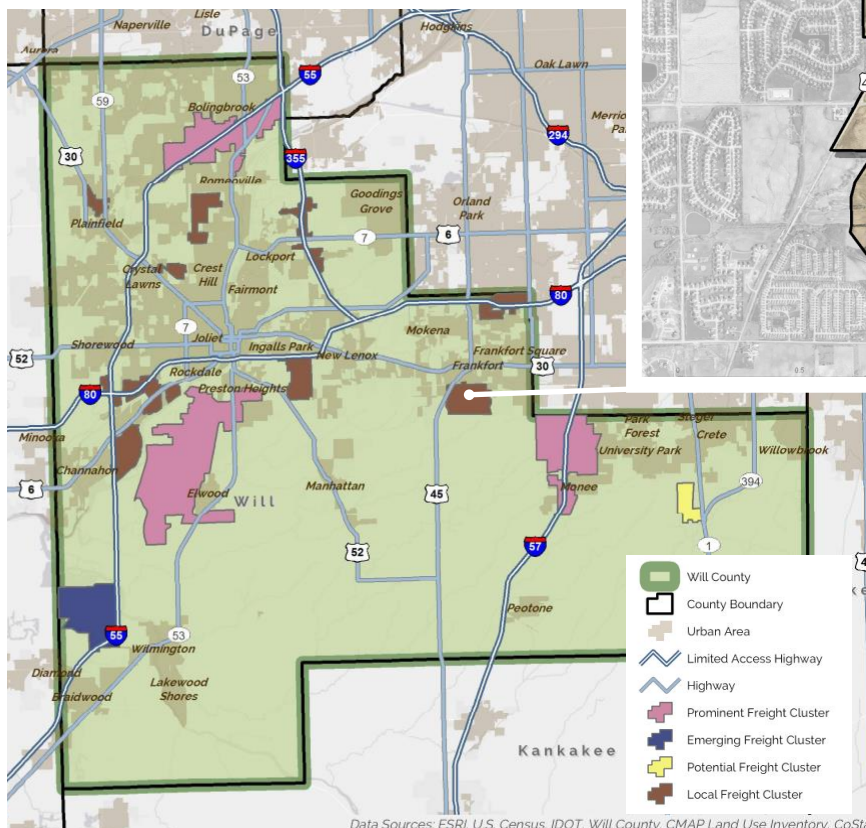 Lisle
Naperville
DuPage
Hodgkins
Aurora
55
Oak Lawn
53
59
Bolingbrook
294
30
355
Romeoville
Goodings
Grove
Orland
Park
Plainfield
6
7
Lockport
Crystal
Lawns
Crest
Hill
Fairmont
80
7
Mokena
Shorewood
Joliet
Ingalls Park
52
New Lenox
Frankfort Square
30
Rockdale
Frankfort
Preston Heights
80
Minooka
Park
Forest
Steger
Crete
University Park
Willowbrook
Channahon
6
Elwood
Will
Manhattan
45
Monee
394
52
57
1
Peotone
55
53
Wilmington
Diamond
Braidwood
Lakewood
Shores
Kankakee
0
0.5
Will County
County Boundary
Urban Area
Limited Access Highway
Highway
Prominent Freight Cluster
Emerging Freight Cluster
Potential Freight Cluster
Local Freight Cluster
Data Sources: ESRI, U.S. Census, IDOT, Will County, CMAP Land Use Inventory,